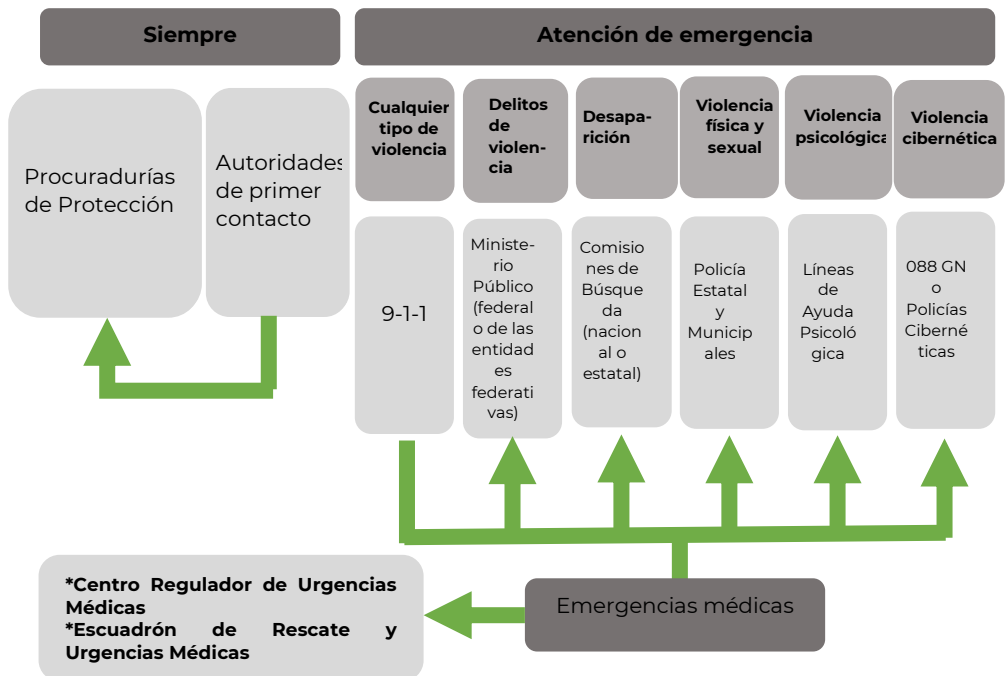 Siempre
Atención de emergencia
Procuradurías
de Protección
Autoridades
de primer
contacto
Cualquier
tipo de
violencia
Delitos
de
violen-
cia
Desapa-
rición
Violencia
física y
sexual
Violencia
psicológica
Violencia
cibernética
9-1-1
Ministe-
rio
Público
(federal
o de las
entidad
es
federati
vas)
Comisio
nes de
Búsque
da
(nacion
al o
estatal)
Policía
Estatal
y
Municip
ales
Líneas
de
Ayuda
Psicoló
gica
088 GN
o
Policías
Ciberné
ticas
*Centro Regulador de Urgencias
Médicas
*Escuadrón de Rescate y
Urgencias Médicas
Emergencias médicas